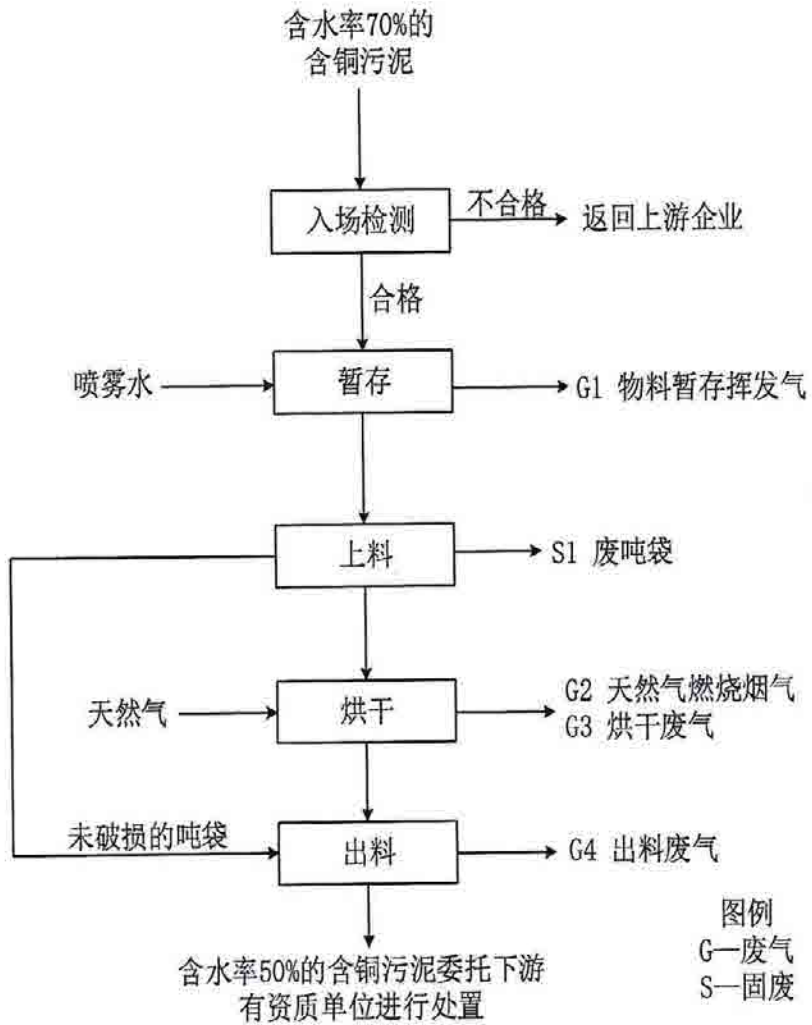 含水率70%的
含铜污泥
入场检测
不合格
返回上游企业
合格
喷雾水
暂存
G1 物料暂存挥发气
上料
S1 废吨袋
天然气
烘干
G2 天然气燃烧烟气
G3 烘干废气
未破损的吨袋
出料
G4 出料废气
含水率50%的含铜污泥委托下游
有资质单位进行处置
图例
G—废气
S—固废